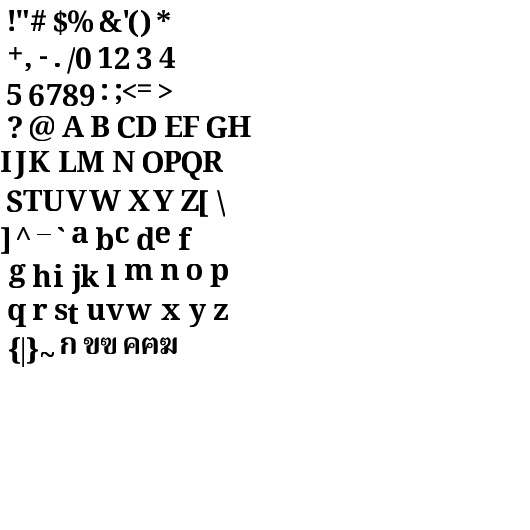 !"# $% &'() *
+, - . /0 12 3 4
5 6789 : ;<= >
? @ A B CD EF GH
IJK LM N OPQR
STUVW XY Z[ \
]^ _ ` a bc de f
g hi jk l m n o p
q r st uvw x y z
{|}~ ก ขฃ คฅฆ